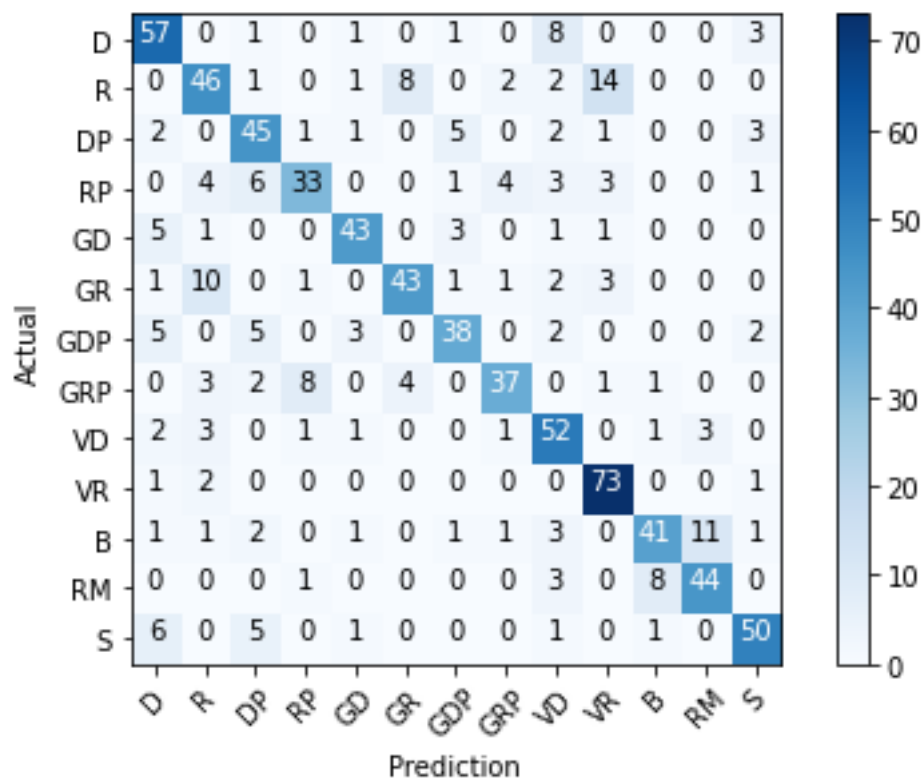 D 57 0 1 0 1 0 1 0 8 0 0 0 3
R 0 46 1 0 1 8 0 2 2 14 0 0 0
DP 2 0 45 1 1 0 5 0 2 1 0 0 3
RP 0 4 6 33 0 0 1 4 3 3 0 0 1
GD 5 1 0 0 43 0 3 0 1 1 0 0 0
GR 1 10 0 1 0 43 1 1 2 3 0 0 0
GDP 5 0 5 0 3 0 38 0 2 0 0 0 2
GRP 0 3 2 8 0 4 0 37 0 1 1 0 0
VD 2 3 0 1 1 0 0 1 52 0 1 3 0
VR 1 2 0 0 0 0 0 0 0 73 0 0 1
B 1 1 2 0 1 0 1 1 3 0 41 11 1
RM 0 0 0 1 0 0 0 0 3 0 8 44 0
S 6 0 5 0 1 0 0 0 1 0 1 0 50
D R DP RP GD GR GDP GRP VD VR B RM S
Prediction
Actual
70
60
50
40
30
20
10
0